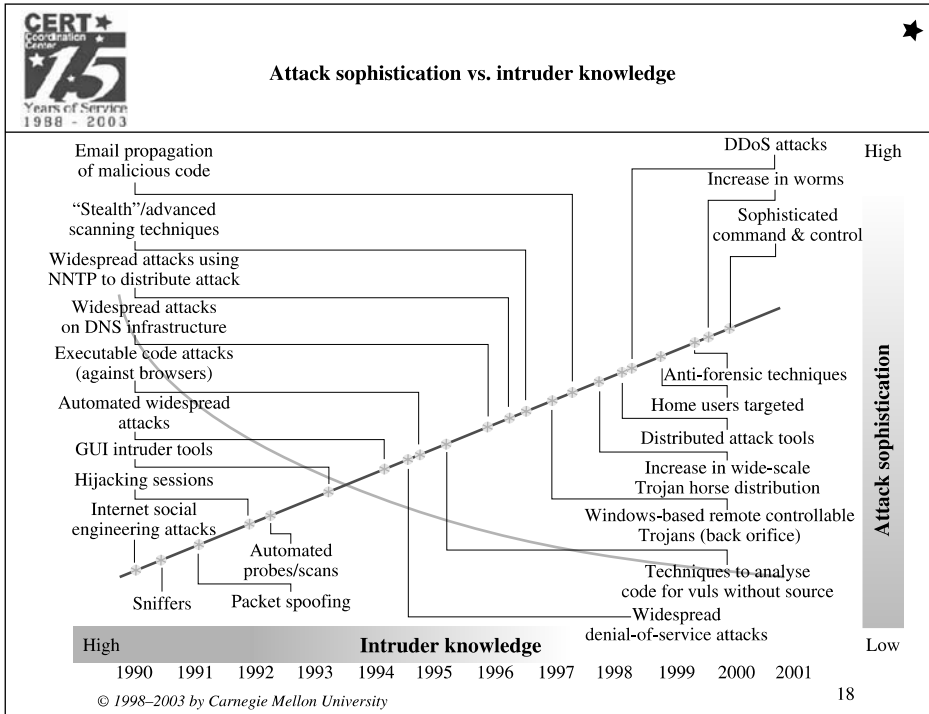 CERT
Coordination
Center
15
Years of Service
1988 - 2003
Attack sophistication vs. intruder knowledge
Email propagation
of malicious code
“Stealth”/advanced
scanning techniques
Widespread attacks using
NNTP to distribute attack
Widespread attacks
on DNS infrastructure
Executable code attacks
(against browsers)
Automated widespread
attacks
GUI intruder tools
Hijacking sessions
Internet social
engineering attacks
Sniffers
Automated
probes/scans
Packet spoofing
DDoS attacks
Increase in worms
Sophisticated
command & control
Anti-forensic techniques
Home users targeted
Distributed attack tools
Increase in wide-scale
Trojan horse distribution
Windows-based remote controllable
Trojans (back orifice)
Techniques to analyse
code for vuls without source
Widespread
denial-of-service attacks
High
Attack sophistication
Low
High
Intruder knowledge
1990 1991 1992 1993 1994 1995 1996 1997 1998 1999 2000 2001
© 1998–2003 by Carnegie Mellon University
18